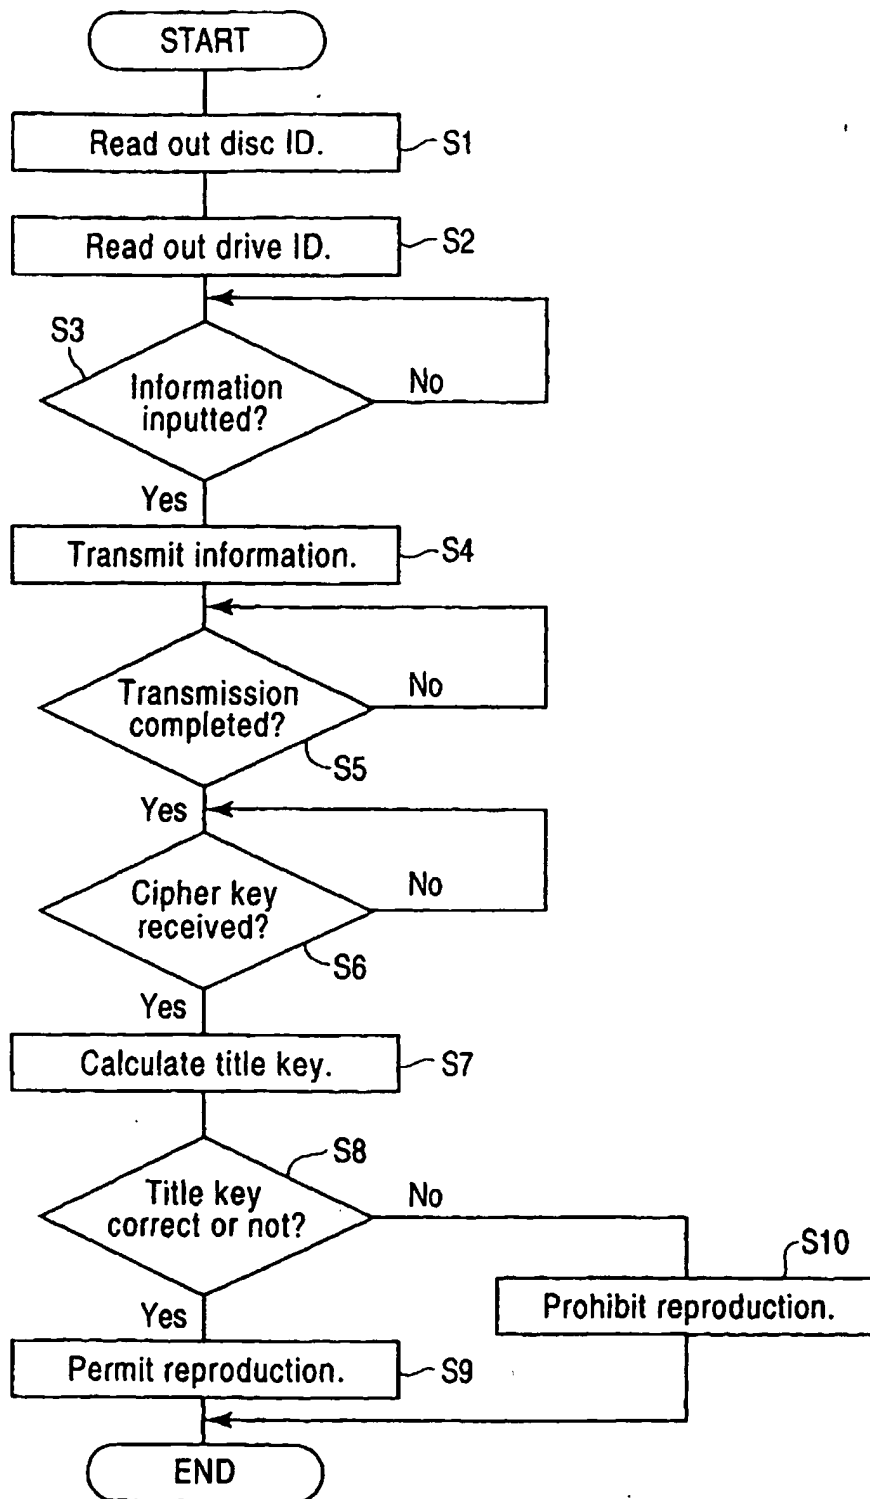 START
Read out disc ID.
S1
Read out drive ID.
S2
S3
Information
inputted?
No
Yes
Transmit information.
S4
Transmission
completed?
No
S5
Yes
Cipher key
received?
No
S6
Yes
Calculate title key.
S7
S8
Title key
correct or not?
No
S10
Prohibit reproduction.
Yes
Permit reproduction.
S9
END